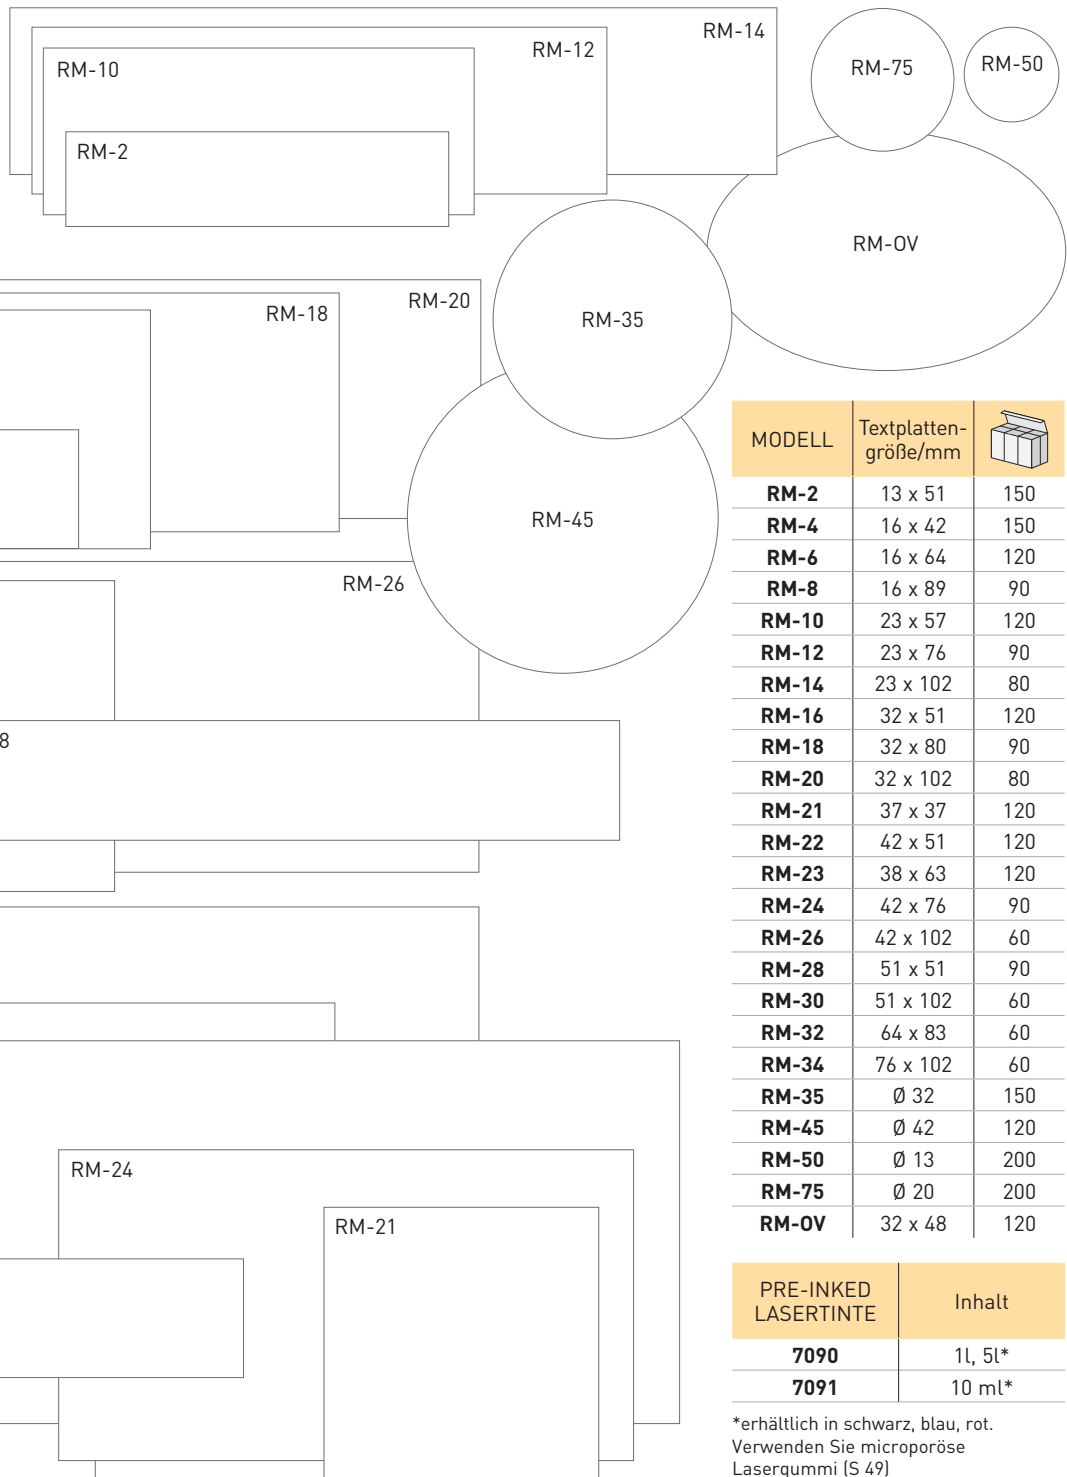 RM-14
RM-12
RM-10
RM-2
RM-75
RM-50
RM-OV
RM-20
RM-18
RM-35
RM-45
RM-26
8
RM-24
RM-21
MODELL Textplatten-größe/mm
RM-2 13 x 51 150
RM-4 16 x 42 150
RM-6 16 x 64 120
RM-8 16 x 89 90
RM-10 23 x 57 120
RM-12 23 x 76 90
RM-14 23 x 102 80
RM-16 32 x 51 120
RM-18 32 x 80 90
RM-20 32 x 102 80
RM-21 37 x 37 120
RM-22 42 x 51 120
RM-23 38 x 63 120
RM-24 42 x 76 90
RM-26 42 x 102 60
RM-28 51 x 51 90
RM-30 51 x 102 60
RM-32 64 x 83 60
RM-34 76 x 102 60
RM-35 Ø 32 150
RM-45 Ø 42 120
RM-50 Ø 13 200
RM-75 Ø 20 200
RM-OV 32 x 48 120
PRE-INKED
LASERTINTE
Inhalt
7090 1l, 5l*
7091 10 ml*
*erhältlich in schwarz, blau, rot.
Verwenden Sie microporöse
Lasergummi (S 49)